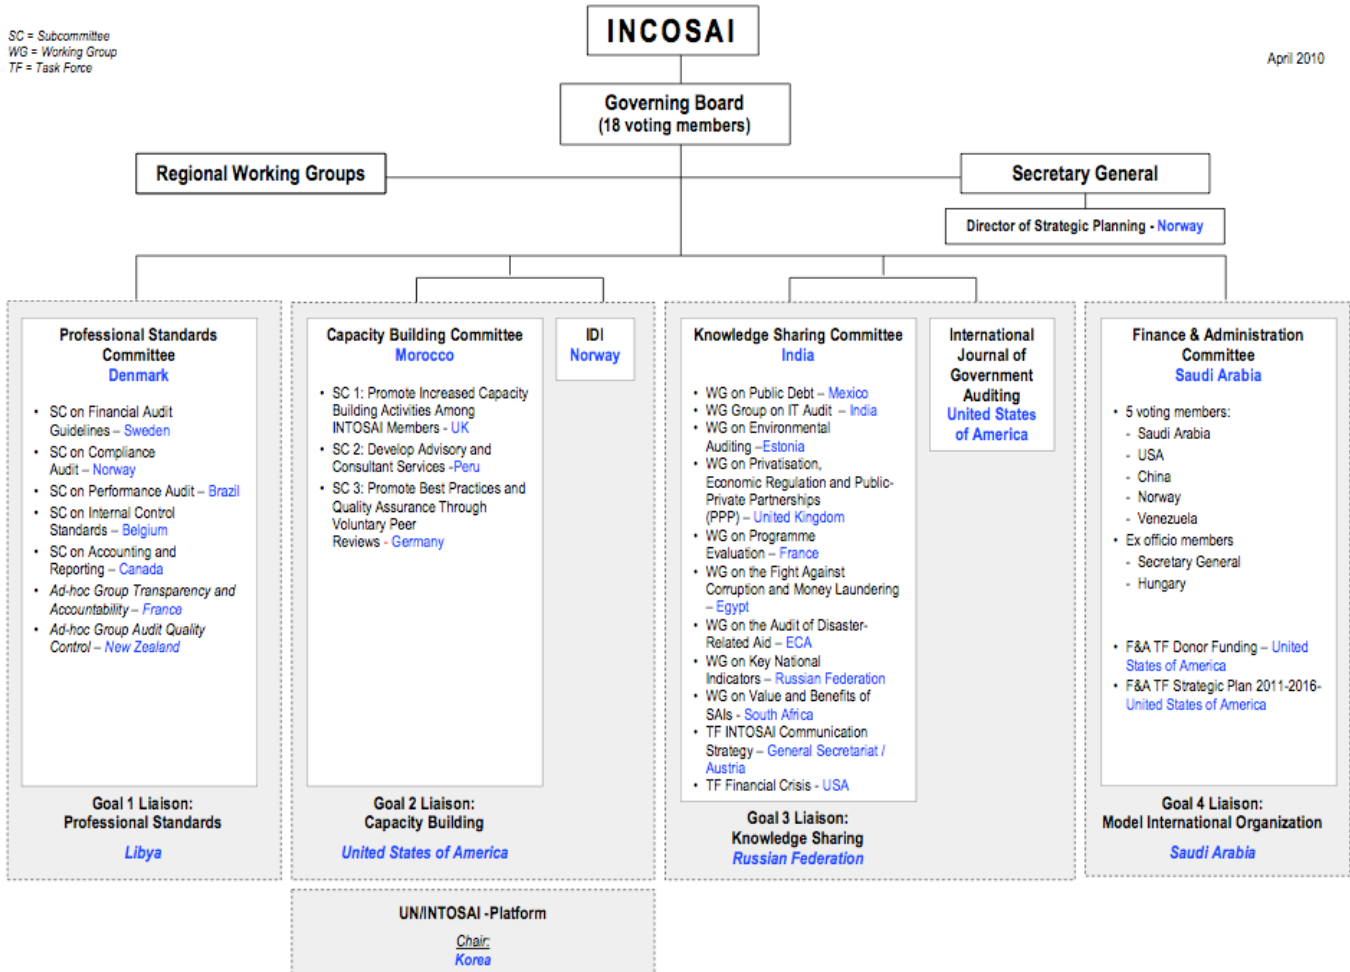 SC = Subcommittee
WG = Working Group
TF = Task Force
INCOSAI
April 2010
Governing Board
(18 voting members)
Regional Working Groups
Secretary General
Director of Strategic Planning - Norway
Professional Standards
Committee
Denmark
• SC on Financial Audit
Guidelines – Sweden
• SC on Compliance
Audit – Norway
• SC on Performance Audit – Brazil
• SC on Internal Control
Standards – Belgium
• SC on Accounting and
Reporting – Canada
• Ad-hoc Group Transparency and
Accountability – France
• Ad-hoc Group Audit Quality
Control – New Zealand
Goal 1 Liaison:
Professional Standards
Libya
Capacity Building Committee
Morocco
• SC 1: Promote Increased Capacity
Building Activities Among
INTOSAI Members - UK
• SC 2: Develop Advisory and
Consultant Services -Peru
• SC 3: Promote Best Practices and
Quality Assurance Through
Voluntary Peer
Reviews - Germany
IDI
Norway
Goal 2 Liaison:
Capacity Building
United States of America
Knowledge Sharing Committee
India
• WG on Public Debt – Mexico
• WG Group on IT Audit – India
• WG on Environmental
Auditing –Estonia
• WG on Privatisation,
Economic Regulation and Public-
Private Partnerships
(PPP) – United Kingdom
• WG on Programme
Evaluation – France
• WG on the Fight Against
Corruption and Money Laundering
– Egypt
• WG on the Audit of Disaster-
Related Aid – ECA
• WG on Key National
Indicators – Russian Federation
• WG on Value and Benefits of
SAIs - South Africa
• TF INTOSAI Communication
Strategy – General Secretariat /
Austria
• TF Financial Crisis - USA
International
Journal of
Government
Auditing
United States
of America
Goal 3 Liaison:
Knowledge Sharing
Russian Federation
Finance & Administration
Committee
Saudi Arabia
• 5 voting members:
- Saudi Arabia
- USA
- China
- Norway
- Venezuela
• Ex officio members
- Secretary General
- Hungary
• F&A TF Donor Funding – United
States of America
• F&A TF Strategic Plan 2011-2016-
United States of America
Goal 4 Liaison:
Model International Organization
Saudi Arabia
UN/INTOSAI -Platform
Chair:
Korea